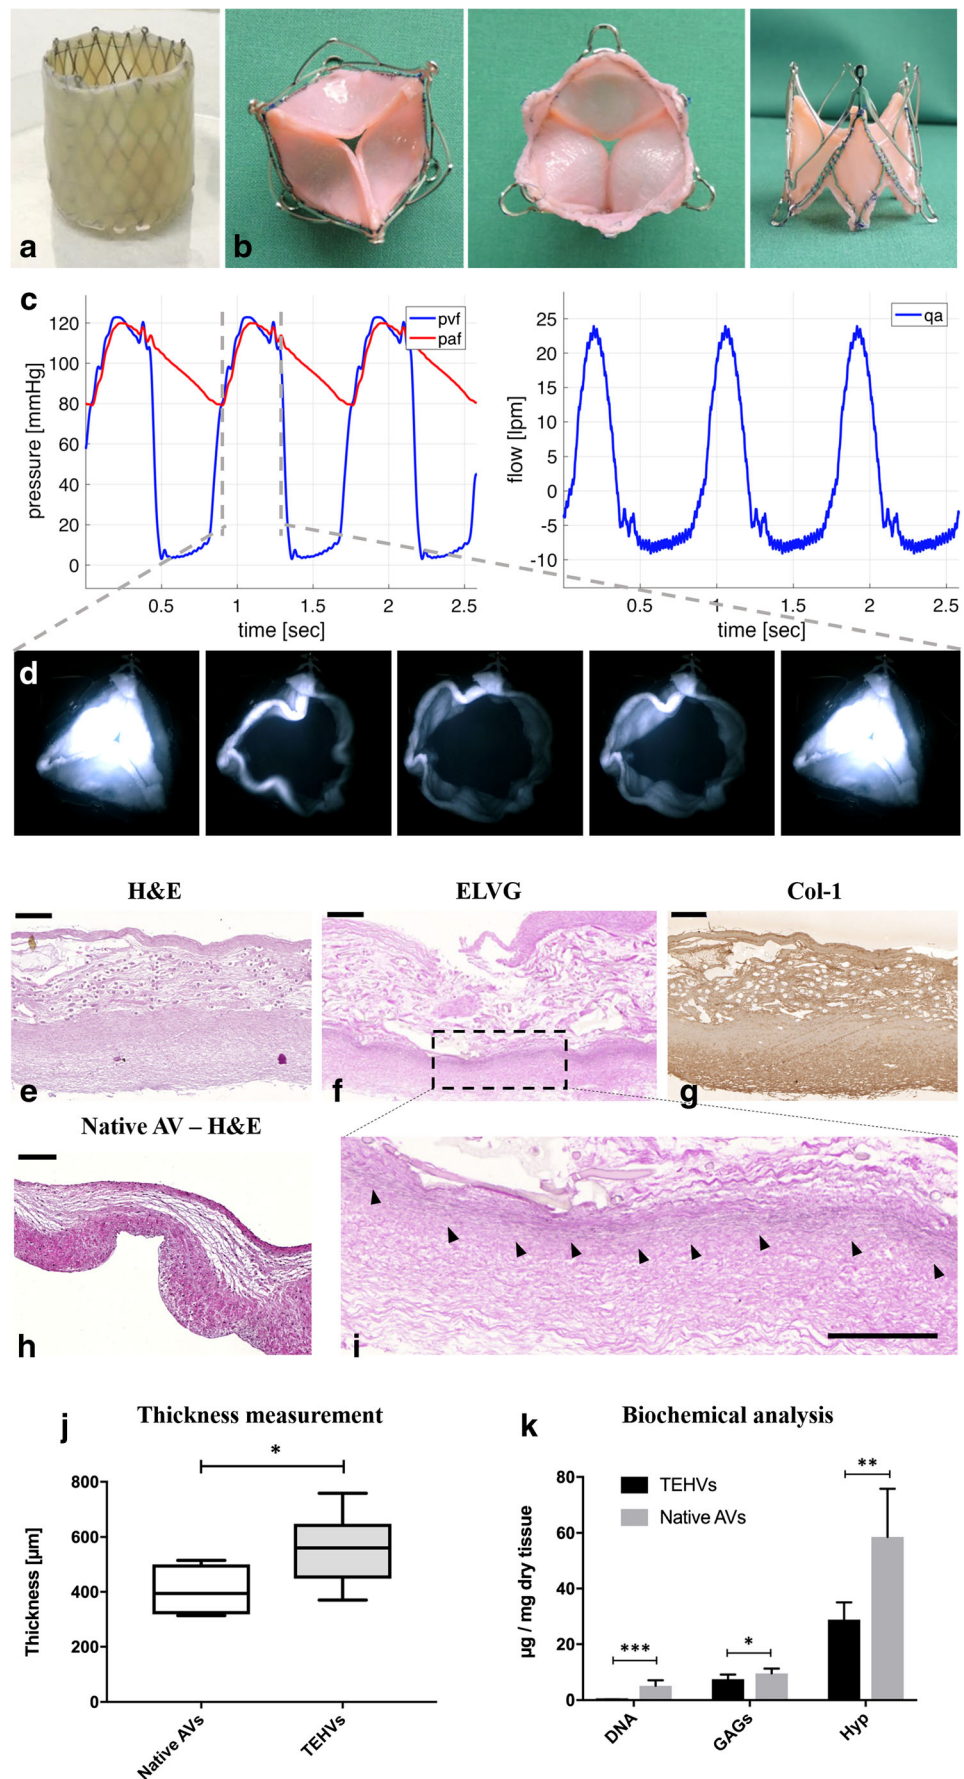 a
b
c
120
100
80
60
40
20
0
pressure [mmHg]
pvf
paf
0.5
1
1.5
2
2.5
time [sec]
25
20
15
10
5
0
-5
-10
flow [lpm]
qa
0.5
1
1.5
2
2.5
time [sec]
d
H&E
ELVG
Col-1
e
f
g
Native AV – H&E
h
i
j
Thickness measurement
*
800
600
400
200
0
Thickness [µm]
Native AVs
TEHVs
k
Biochemical analysis
**
80
60
40
20
0
µg / mg dry tissue
TEHVs
Native AVs
***
*
DNA
GAGs
Hyp